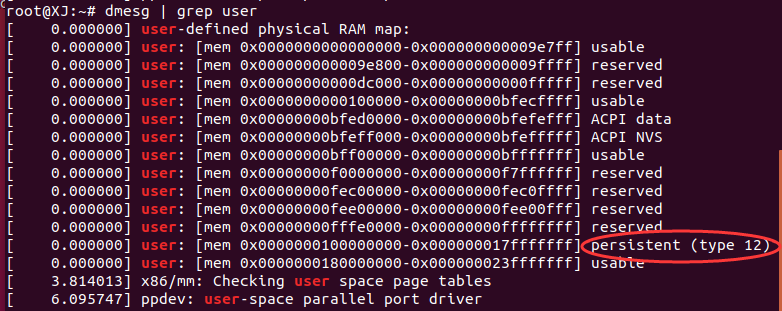 root@XJ:~# dmesg | grep user
[    0.000000] user-defined physical RAM map:
[    0.000000] user: [mem 0x0000000000000000-0x000000000009e7ff] usable
[    0.000000] user: [mem 0x000000000009e800-0x000000000009ffff] reserved
[    0.000000] user: [mem 0x00000000000dc000-0x00000000000fffff] reserved
[    0.000000] user: [mem 0x0000000000100000-0x00000000bfecffff] usable
[    0.000000] user: [mem 0x00000000bfed0000-0x00000000bfefefff] ACPI data
[    0.000000] user: [mem 0x00000000bfeff000-0x00000000bfefffff] ACPI NVS
[    0.000000] user: [mem 0x00000000bff00000-0x00000000bfffffff] usable
[    0.000000] user: [mem 0x00000000f0000000-0x00000000f7ffffff] reserved
[    0.000000] user: [mem 0x00000000fec00000-0x00000000fec0ffff] reserved
[    0.000000] user: [mem 0x00000000fee00000-0x00000000fee00fff] reserved
[    0.000000] user: [mem 0x00000000fffe0000-0x00000000ffffffff] reserved
[    0.000000] user: [mem 0x0000000100000000-0x000000017fffffff] persistent (type 12)
[    0.000000] user: [mem 0x0000000180000000-0x000000023fffffff] usable
[    3.814013] x86/mm: Checking user space page tables
[    6.095747] ppdev: user-space parallel port driver